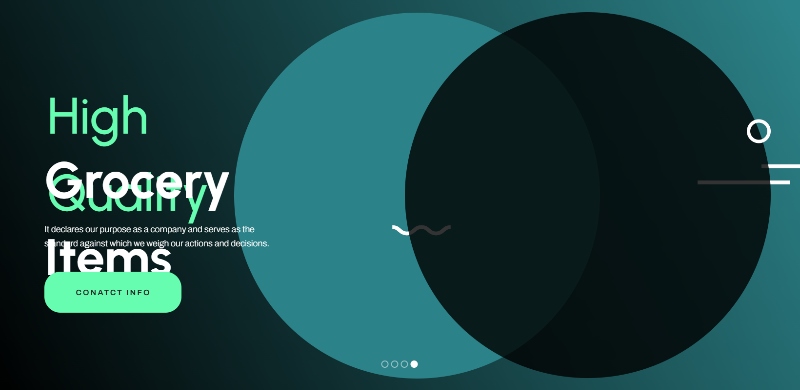 High
Grocery
Quality
It declares our purpose as a company and serves as the
standard against which we weigh our actions and decisions.
Items
CONATCT INFO